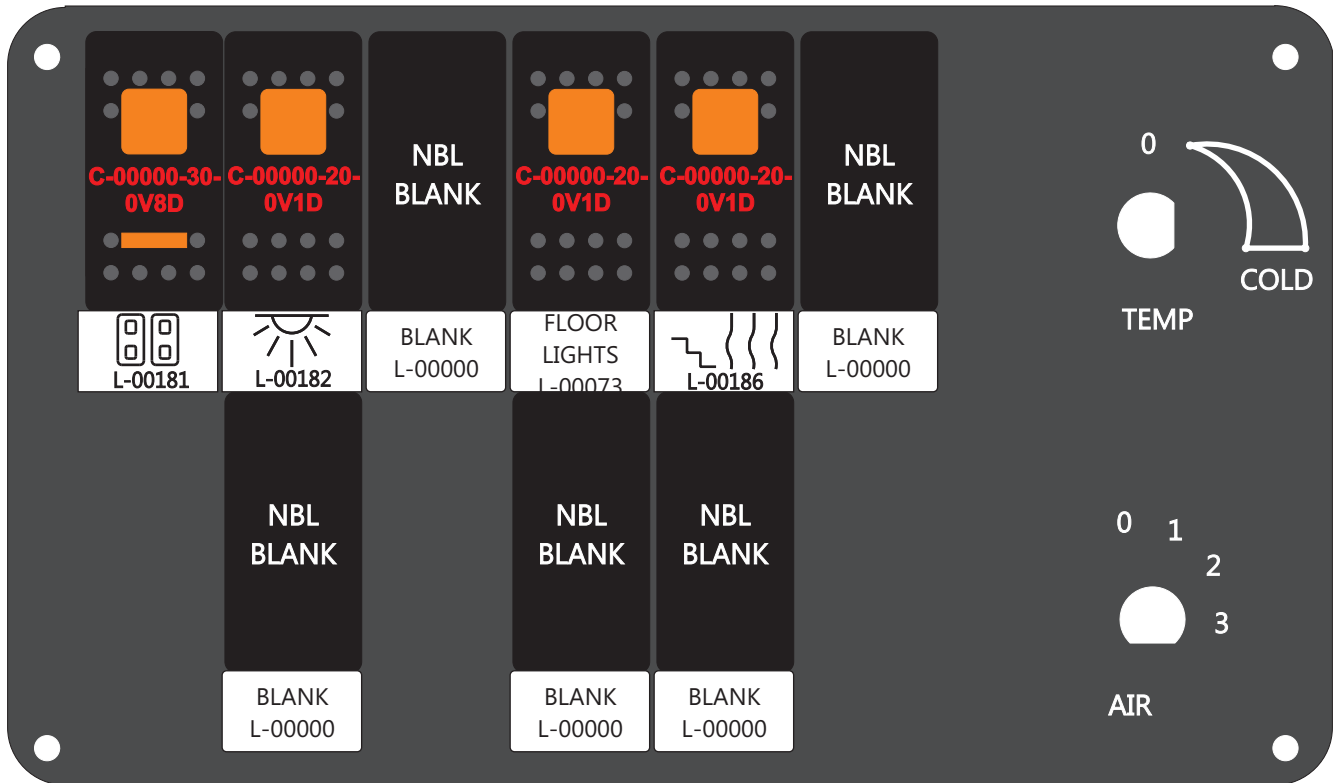 C-00000-30-
0V8D
L-00181
C-00000-20-
0V1D
L-00182
NBL
BLANK
BLANK
L-00000
C-00000-20-
0V1D
FLOOR
LIGHTS
L-00073
C-00000-20-
0V1D
L-00186
NBL
BLANK
BLANK
L-00000
NBL
BLANK
BLANK
L-00000
NBL
BLANK
BLANK
L-00000
NBL
BLANK
BLANK
L-00000
0
COLD
TEMP
0
1
2
3
AIR